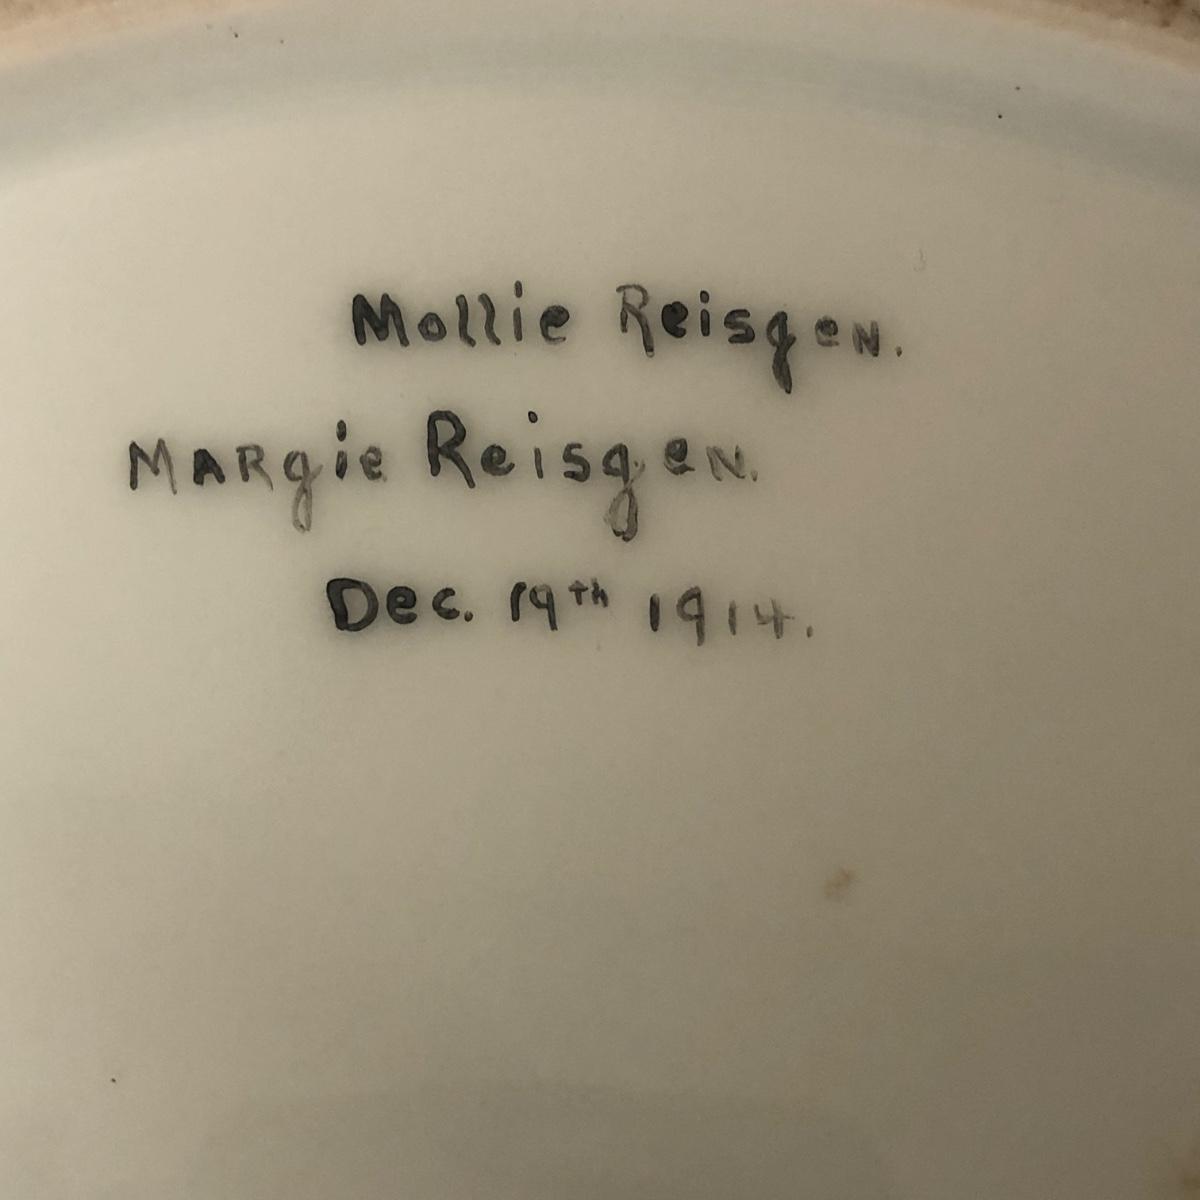 Mollie Reisgen.
Margie Reisgen.
Dec. 19th 1914.